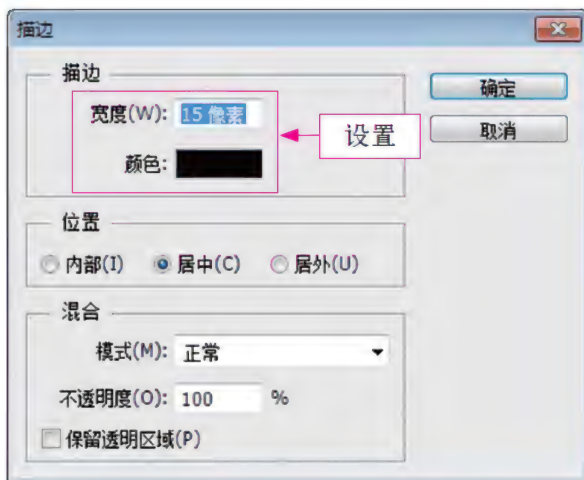 描边
描边
宽度(W): 15 像素
颜色:
设置
确定
取消
位置
内部(I) 居中(C) 居外(U)
混合
模式(M): 正常
不透明度(O): 100 %
保留透明区域(P)